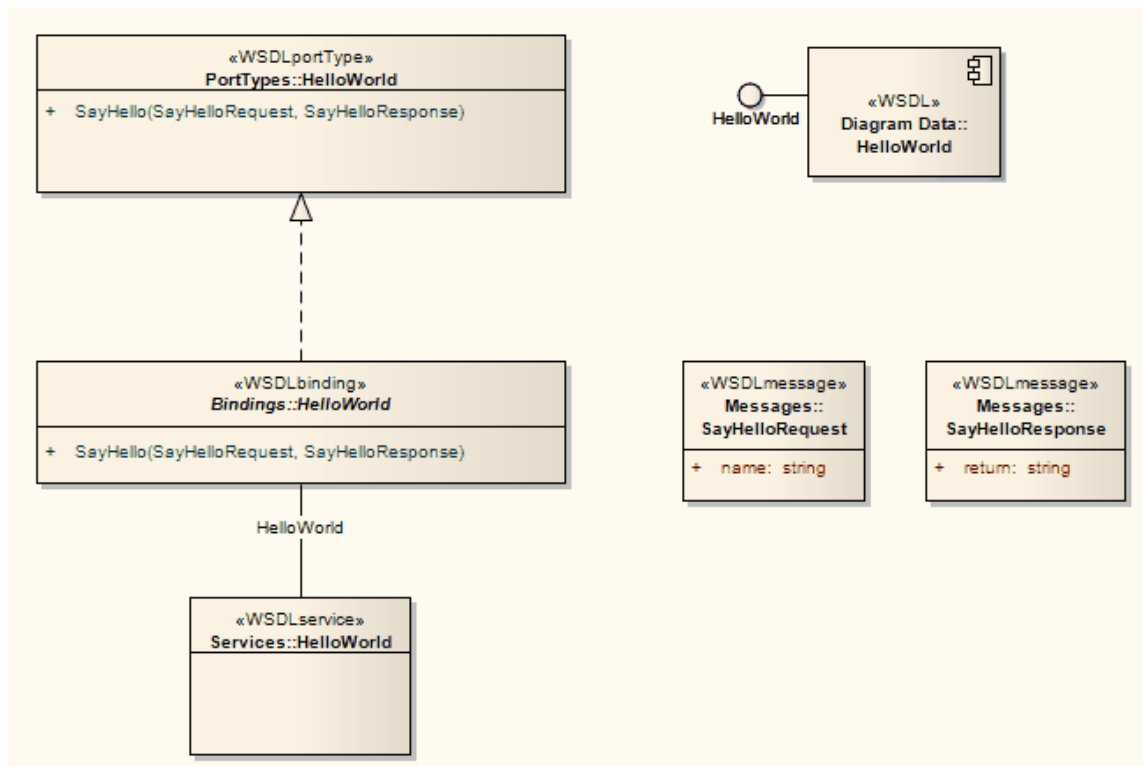 «WSDLportType»
PortTypes::HelloWorld
+ SayHello(SayHelloRequest, SayHelloResponse)
HelloWorld
«WSDL»
Diagram Data::
HelloWorld
«WSDLbinding»
Bindings::HelloWorld
+ SayHello(SayHelloRequest, SayHelloResponse)
«WSDLmessage»
Messages::
SayHelloRequest
+ name: string
«WSDLmessage»
Messages::
SayHelloResponse
+ return: string
HelloWorld
«WSDLservice»
Services::HelloWorld